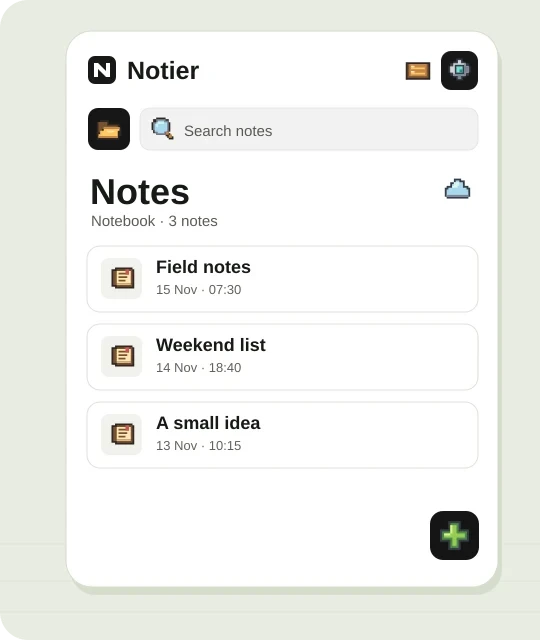 N Notier
Search notes
Notes
Notebook · 3 notes
Field notes
15 Nov · 07:30
Weekend list
14 Nov · 18:40
A small idea
13 Nov · 10:15